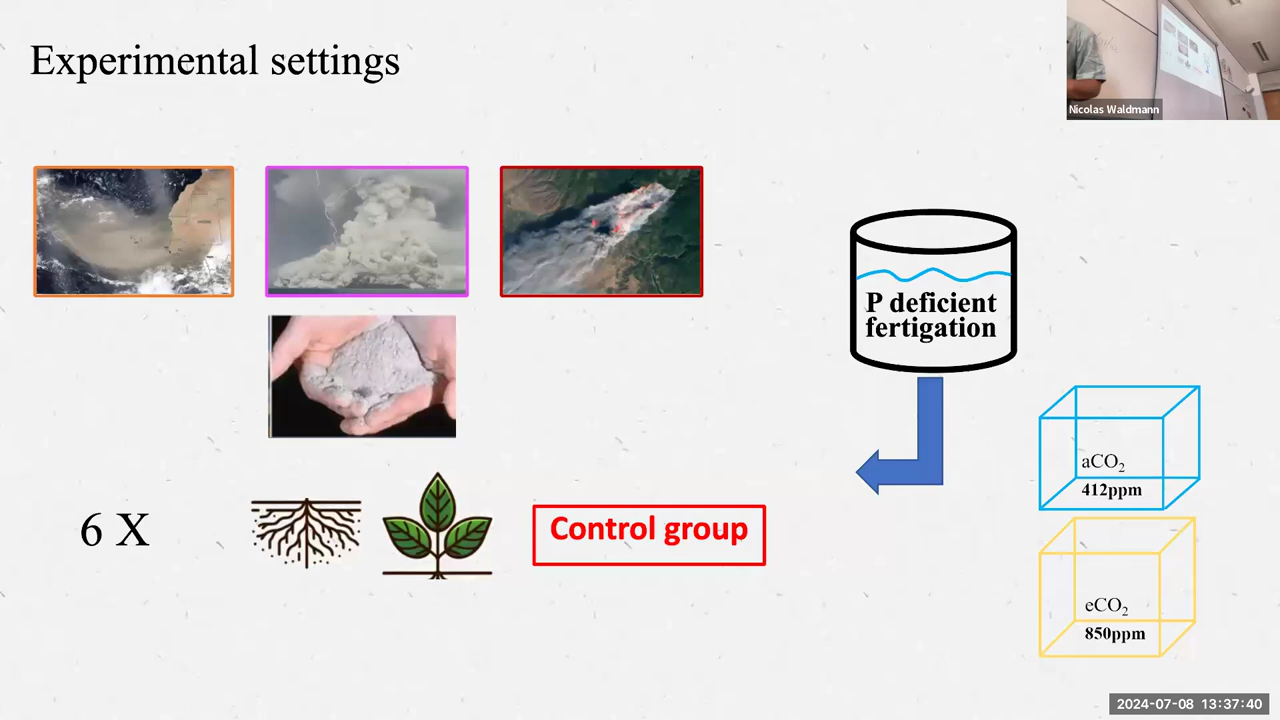 Experimental settings
Nicolas Waldmann
P deficient
fertigation
aCO₂
412ppm
6 X
Control group
eCO₂
850ppm
2024-07-08 13:37:40